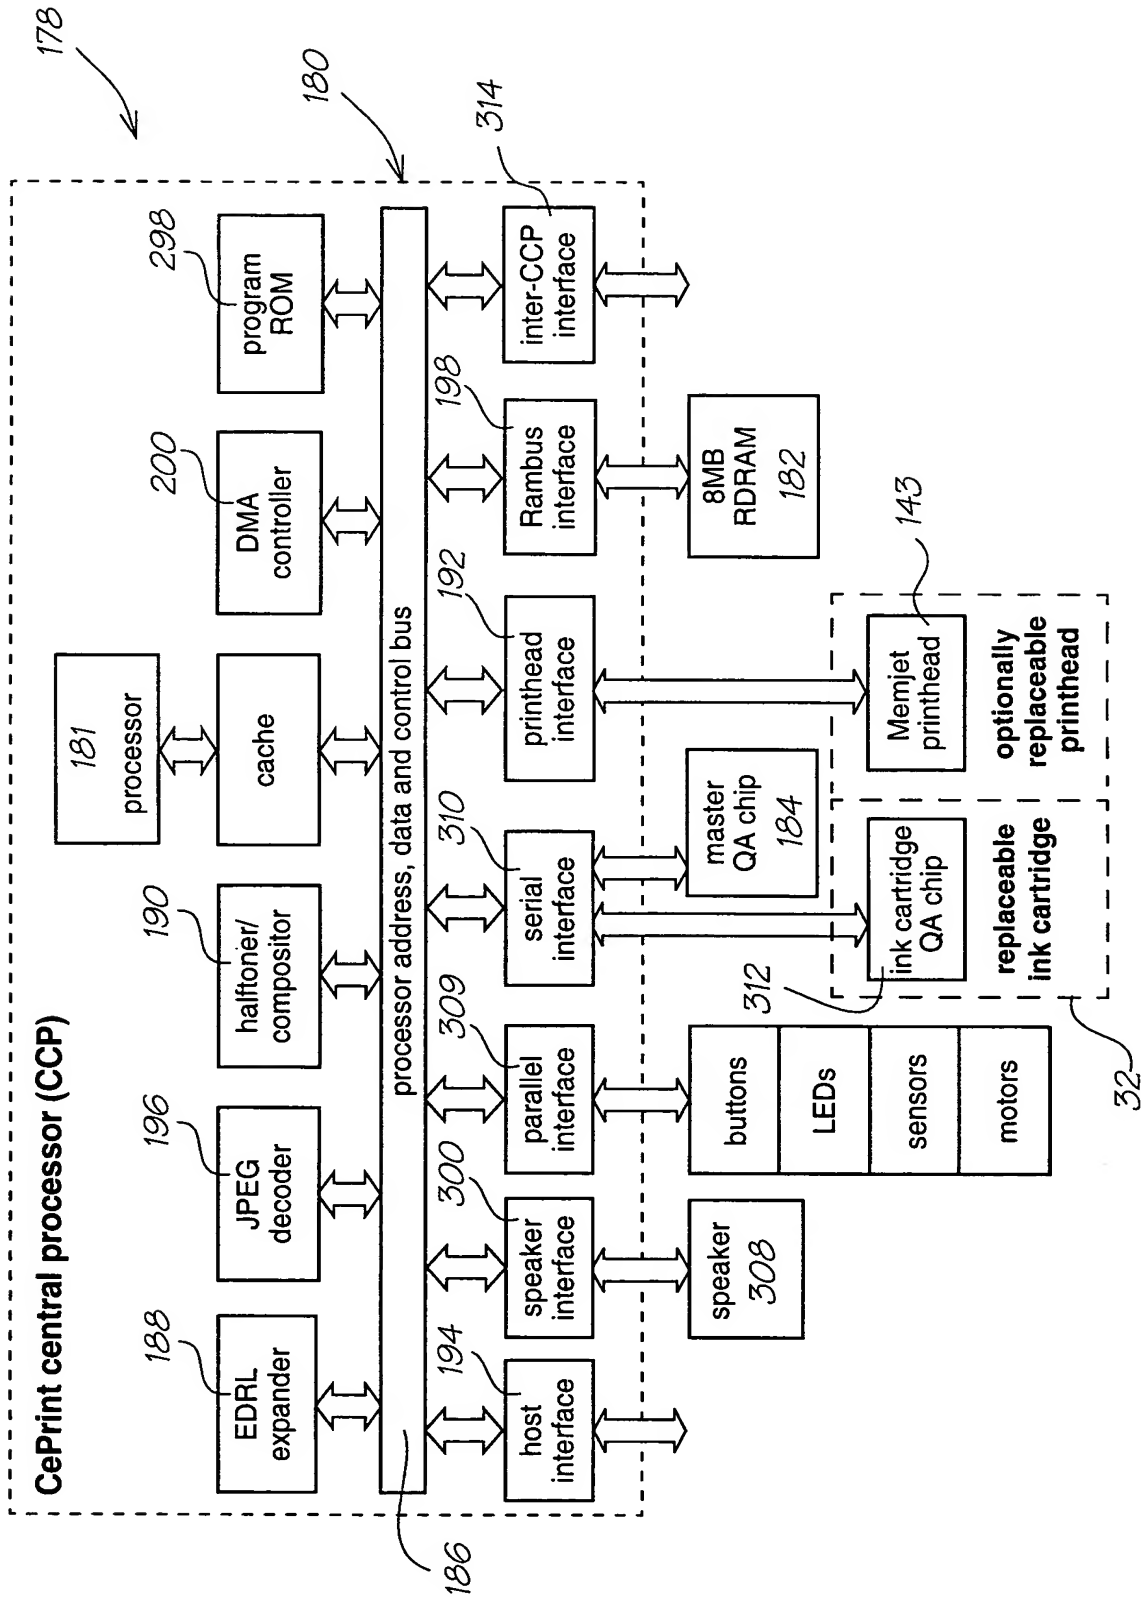 178
CePrint central processor (CCP)
181
processor
188
196
190
200
298
EDRL
expander
JPEG
decoder
halftoner/
compositor
cache
DMA
controller
program
ROM
180
processor address, data and control bus
186
194
300
309
310
192
198
314
host
interface
speaker
interface
parallel
interface
serial
interface
printhead
interface
Rambus
interface
inter-CCP
interface
speaker
308
buttons
LEDs
sensors
motors
master
QA chip
184
8MB
RDRAM
182
312
ink cartridge
QA chip
replaceable
ink cartridge
Memjet
printhead
143
optionally
replaceable
printhead
32